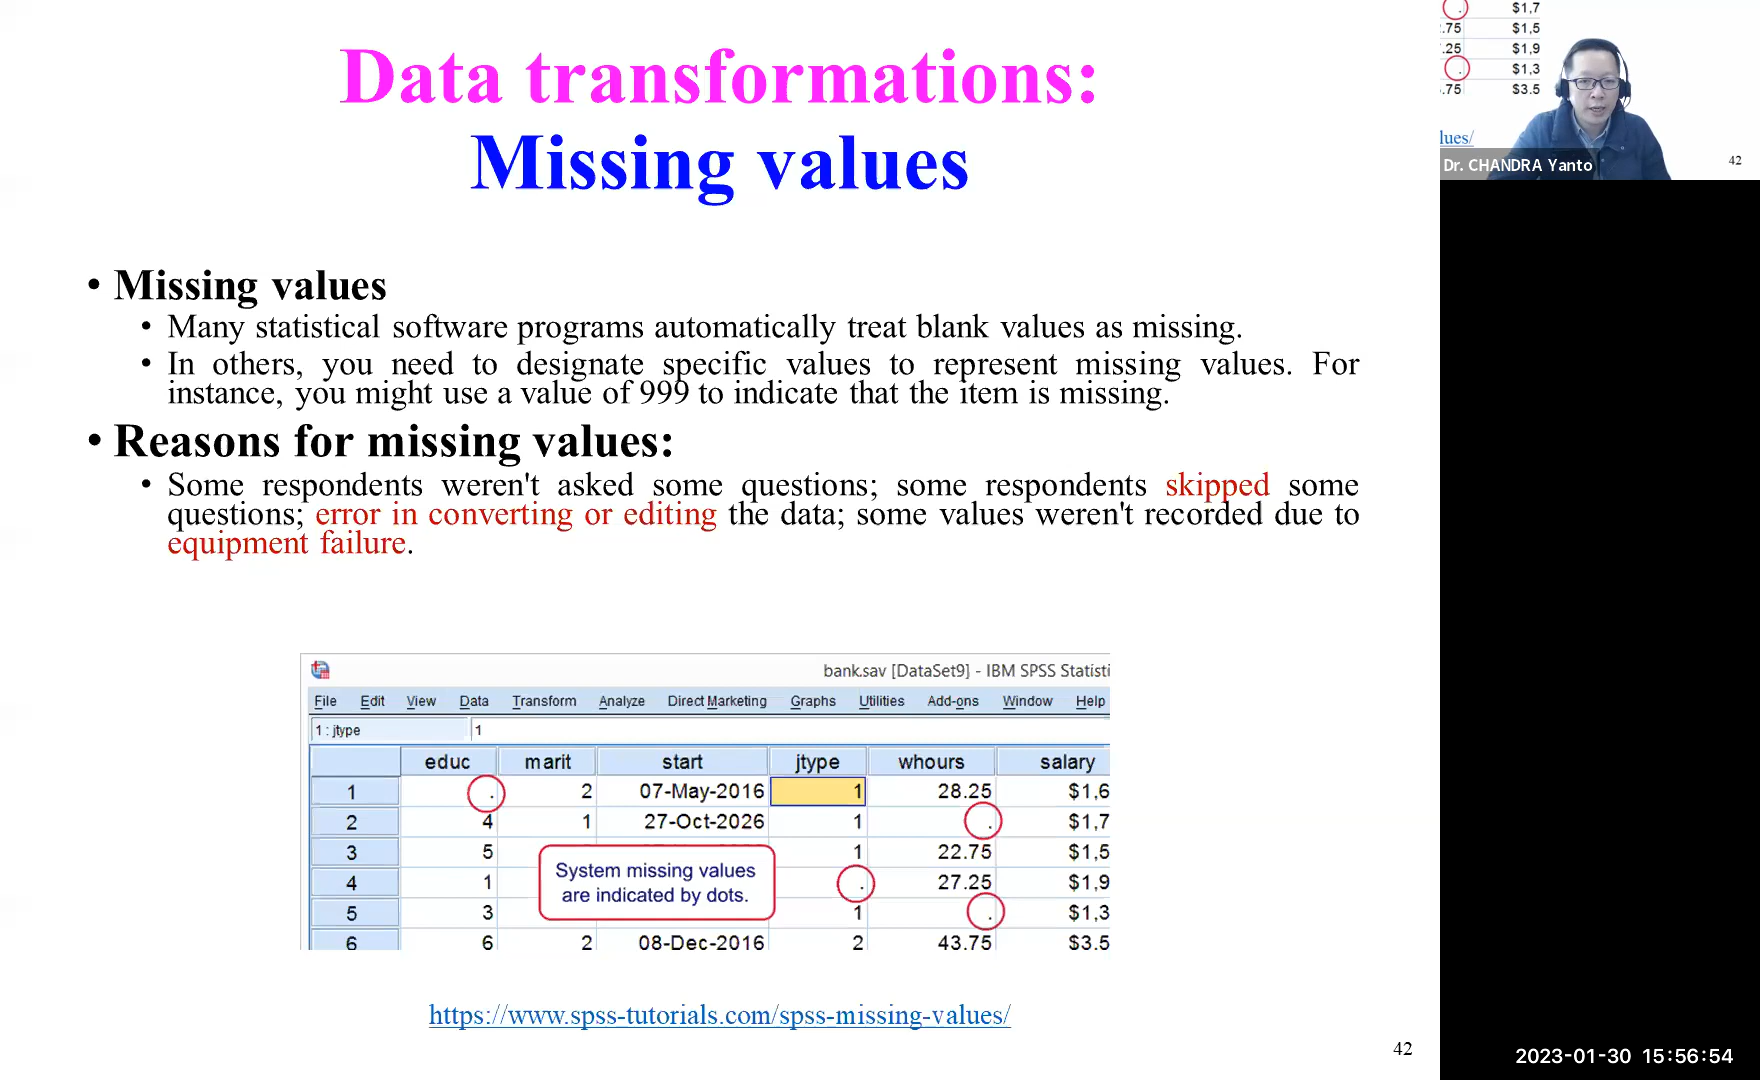 Data transformations:
Missing values
• Missing values
• Many statistical software programs automatically treat blank values as missing.
• In others, you need to designate specific values to represent missing values. For
instance, you might use a value of 999 to indicate that the item is missing.
• Reasons for missing values:
• Some respondents weren't asked some questions; some respondents skipped some
questions; error in converting or editing the data; some values weren't recorded due to
equipment failure.
bank.sav [DataSet9] - IBM SPSS Statisti
File Edit View Data Transform Analyze Direct Marketing Graphs Utilities Add-ons Window Help
1 : jtype 1
educ marit start jtype whours salary
1 . 2 07-May-2016 1 28.25 $1,6
2 4 1 27-Oct-2026 1 . $1,7
3 5 1 22.75 $1,5
4 1 . 27.25 $1,9
5 3 1 . $1,3
6 6 2 08-Dec-2016 2 43.75 $3.5
System missing values
are indicated by dots.
https://www.spss-tutorials.com/spss-missing-values/
42
. $1,7
.75 $1,5
.25 $1,9
. $1,3
.75 $3.5
lues/
42
Dr. CHANDRA Yanto
2023-01-30 15:56:54